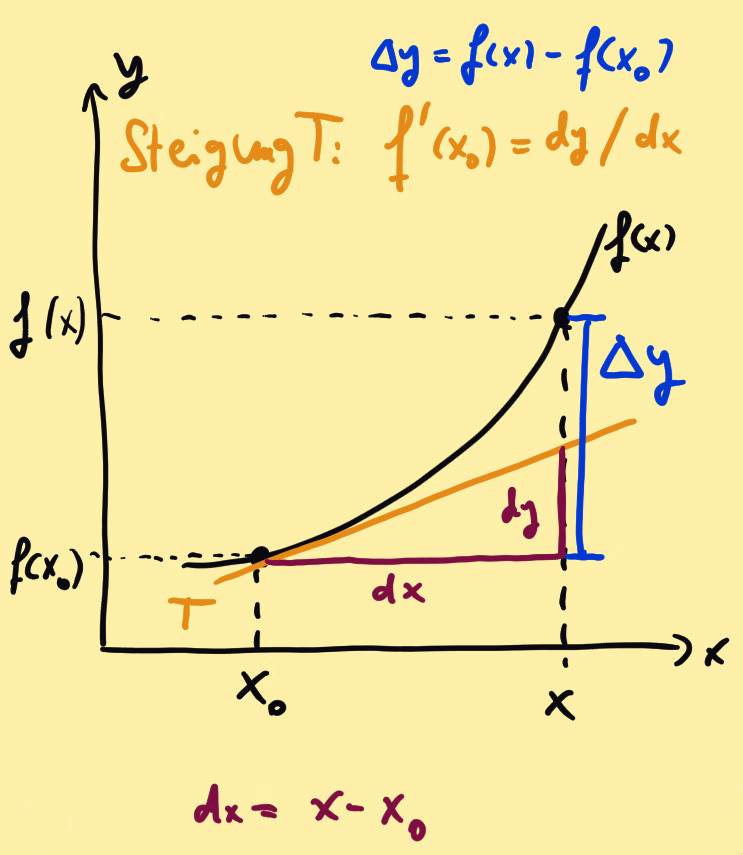 Δy = f(x) - f(x₀)
y
Steigung T: f'(x₀) = dy / dx
f(x)
f(x)
Δy
dy
f(x₀)
dx
T
x
x₀
x
dx = x - x₀